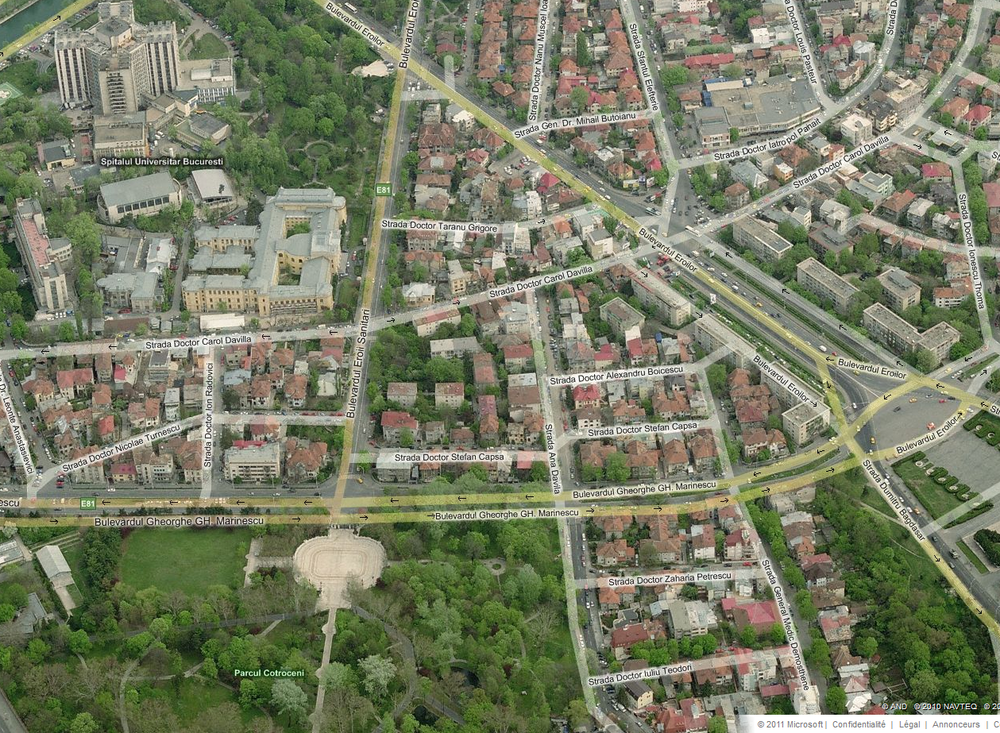 Bulevardul Eroilor
Bulevardul Eroi
Strada Doctor Nanu Muscel Ioa
Strada Sfantul Elefterie
Strada Doctor Louis Pasteur
Strada D
Strada Gen. Dr. Mihail Butoianu
Strada Doctor Iatropol Panait
Strada Doctor Carol Davilla
Spitalul Universitar Bucuresti
E81
Strada Doctor Taranu Grigore
Bulevardul Eroilor
Strada Doctor Ionescu Thoma
Strada Doctor Carol Davilla
Strada Doctor Carol Davilla
Bulevardul Eroii Sanitari
Strada Doctor Alexandru Boicescu
Bulevardul Eroilor
Bulevardul Eroilor
Dr. Leonte Anastasievici
Strada Doctor Ion Radovici
Strada Doctor Nicolae Turnescu
Strada Doctor Stefan Capsa
Strada Doctor Stefan Capsa
Strada Ana Davila
Bulevardul Eroilor
Strada Dumitru Bagdasar
escu
E81
Bulevardul Gheorghe GH. Marinescu
Bulevardul Gheorghe GH. Marinescu
Bulevardul Gheorghe GH. Marinescu
Strada Doctor Zaharia Petrescu
Strada General Medic Demosthene
Strada Doctor Iuliu Teodori
Parcul Cotroceni
© AND © 2010 NAVTEQ © 20
© 2011 Microsoft | Confidentialité | Légal | Annonceurs | C